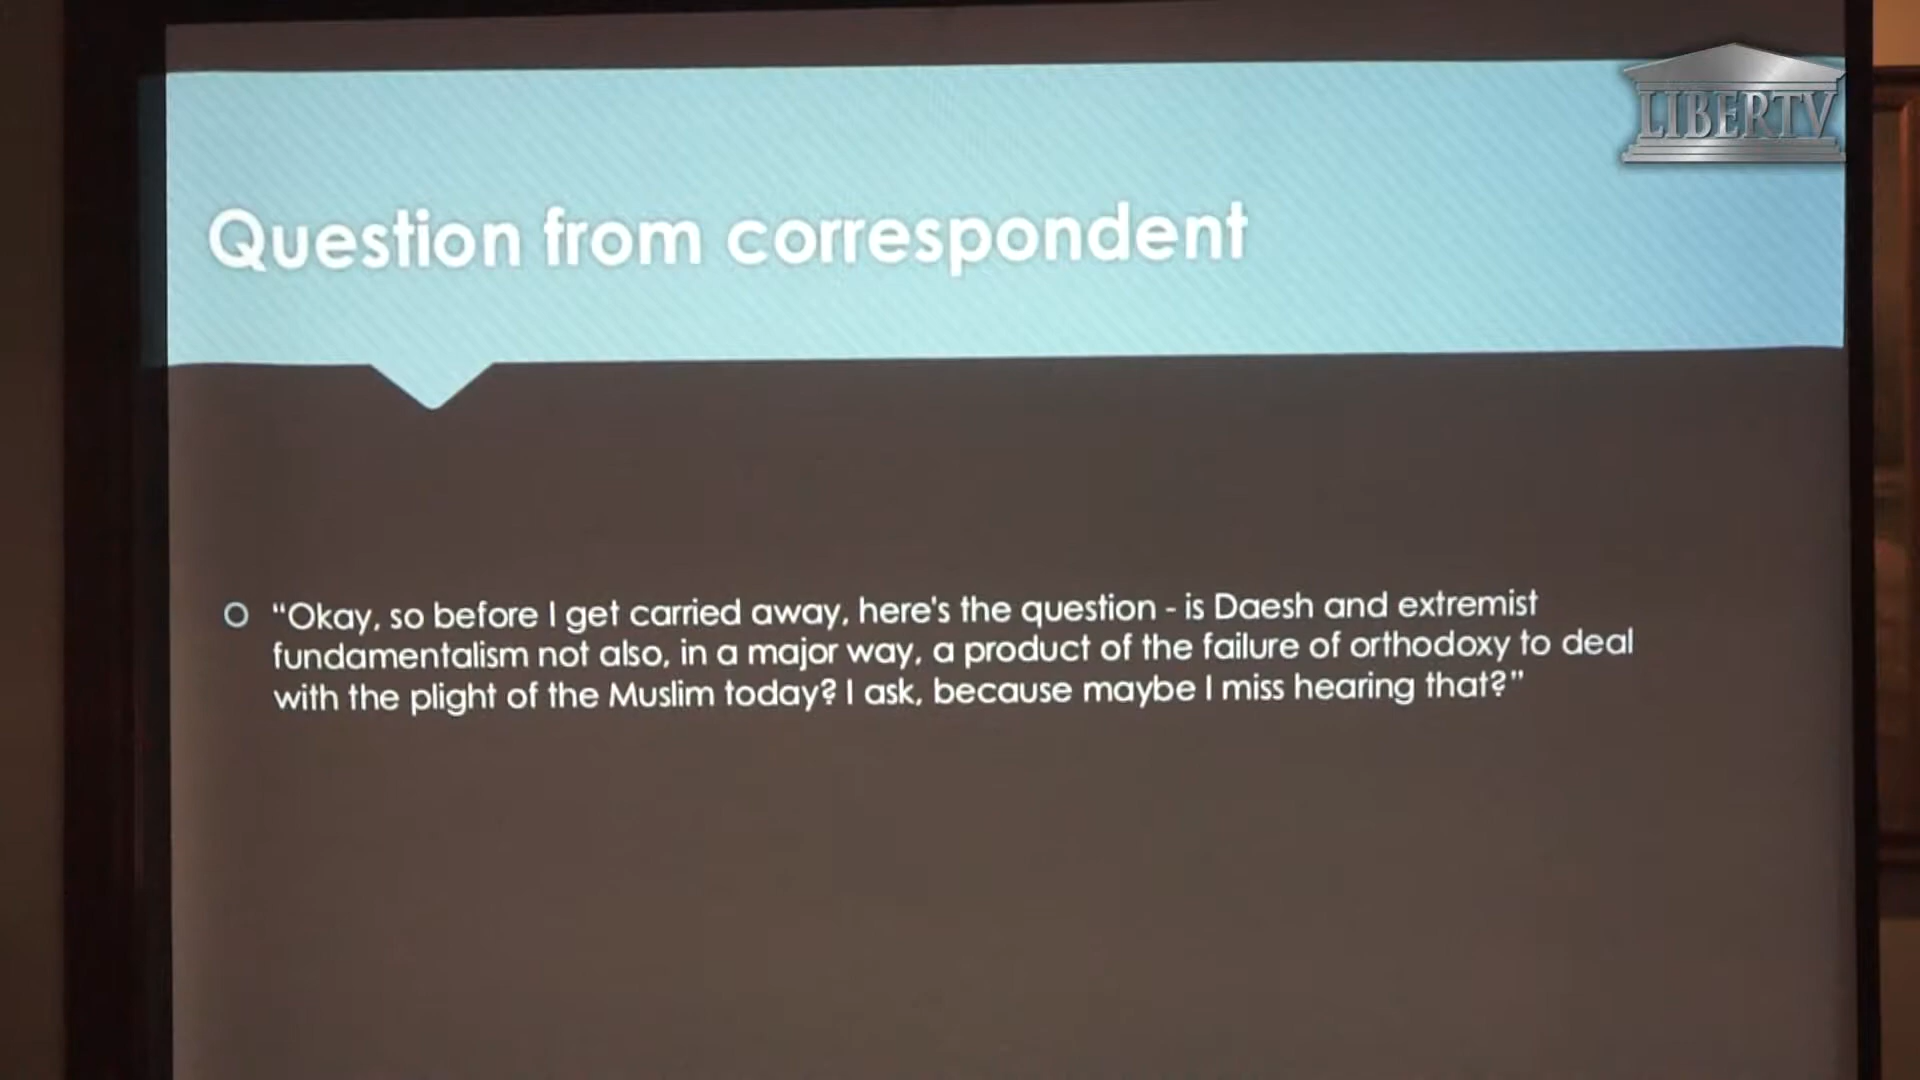 LIBERTV
Question from correspondent
“Okay, so before I get carried away, here's the question - is Daesh and extremist
fundamentalism not also, in a major way, a product of the failure of orthodoxy to deal
with the plight of the Muslim today? I ask, because maybe I miss hearing that?”